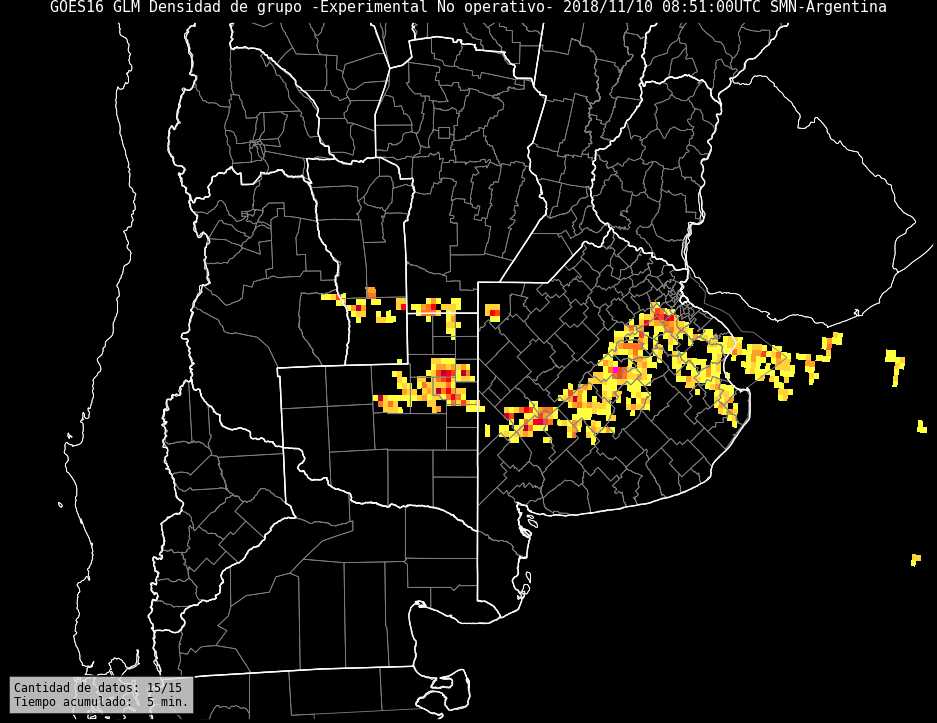 GOES16 GLM Densidad de grupo -Experimental No operativo- 2018/11/10 08:51:00UTC SMN-Argentina
Cantidad de datos: 15/15
Tiempo acumulado:  5 min.